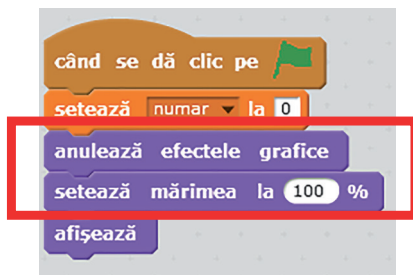 când se dă clic pe
setează numar la 0
anulează efectele grafice
setează mărimea la 100 %
afişează